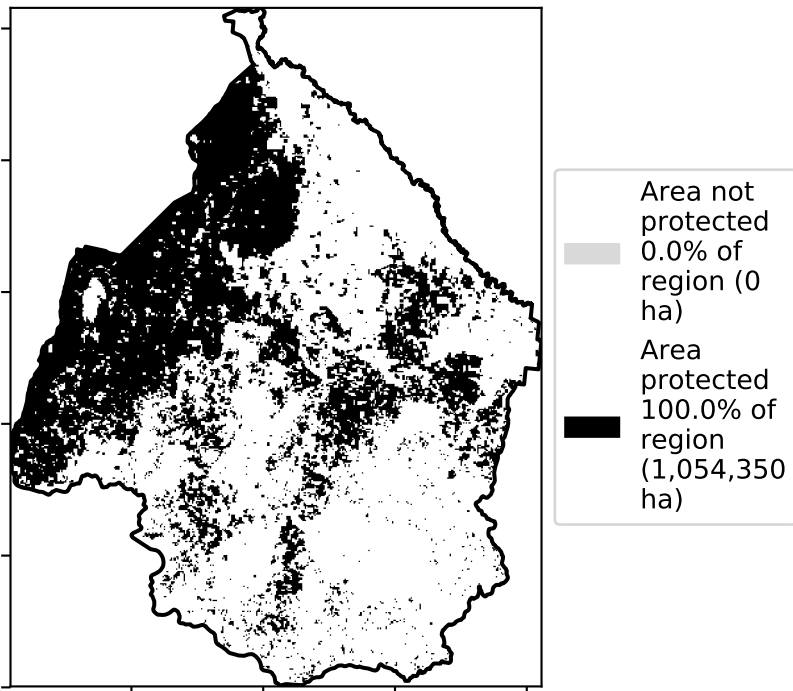 Area not
protected
0.0% of
region (0
ha)
Area
protected
100.0% of
region
(1,054,350
ha)